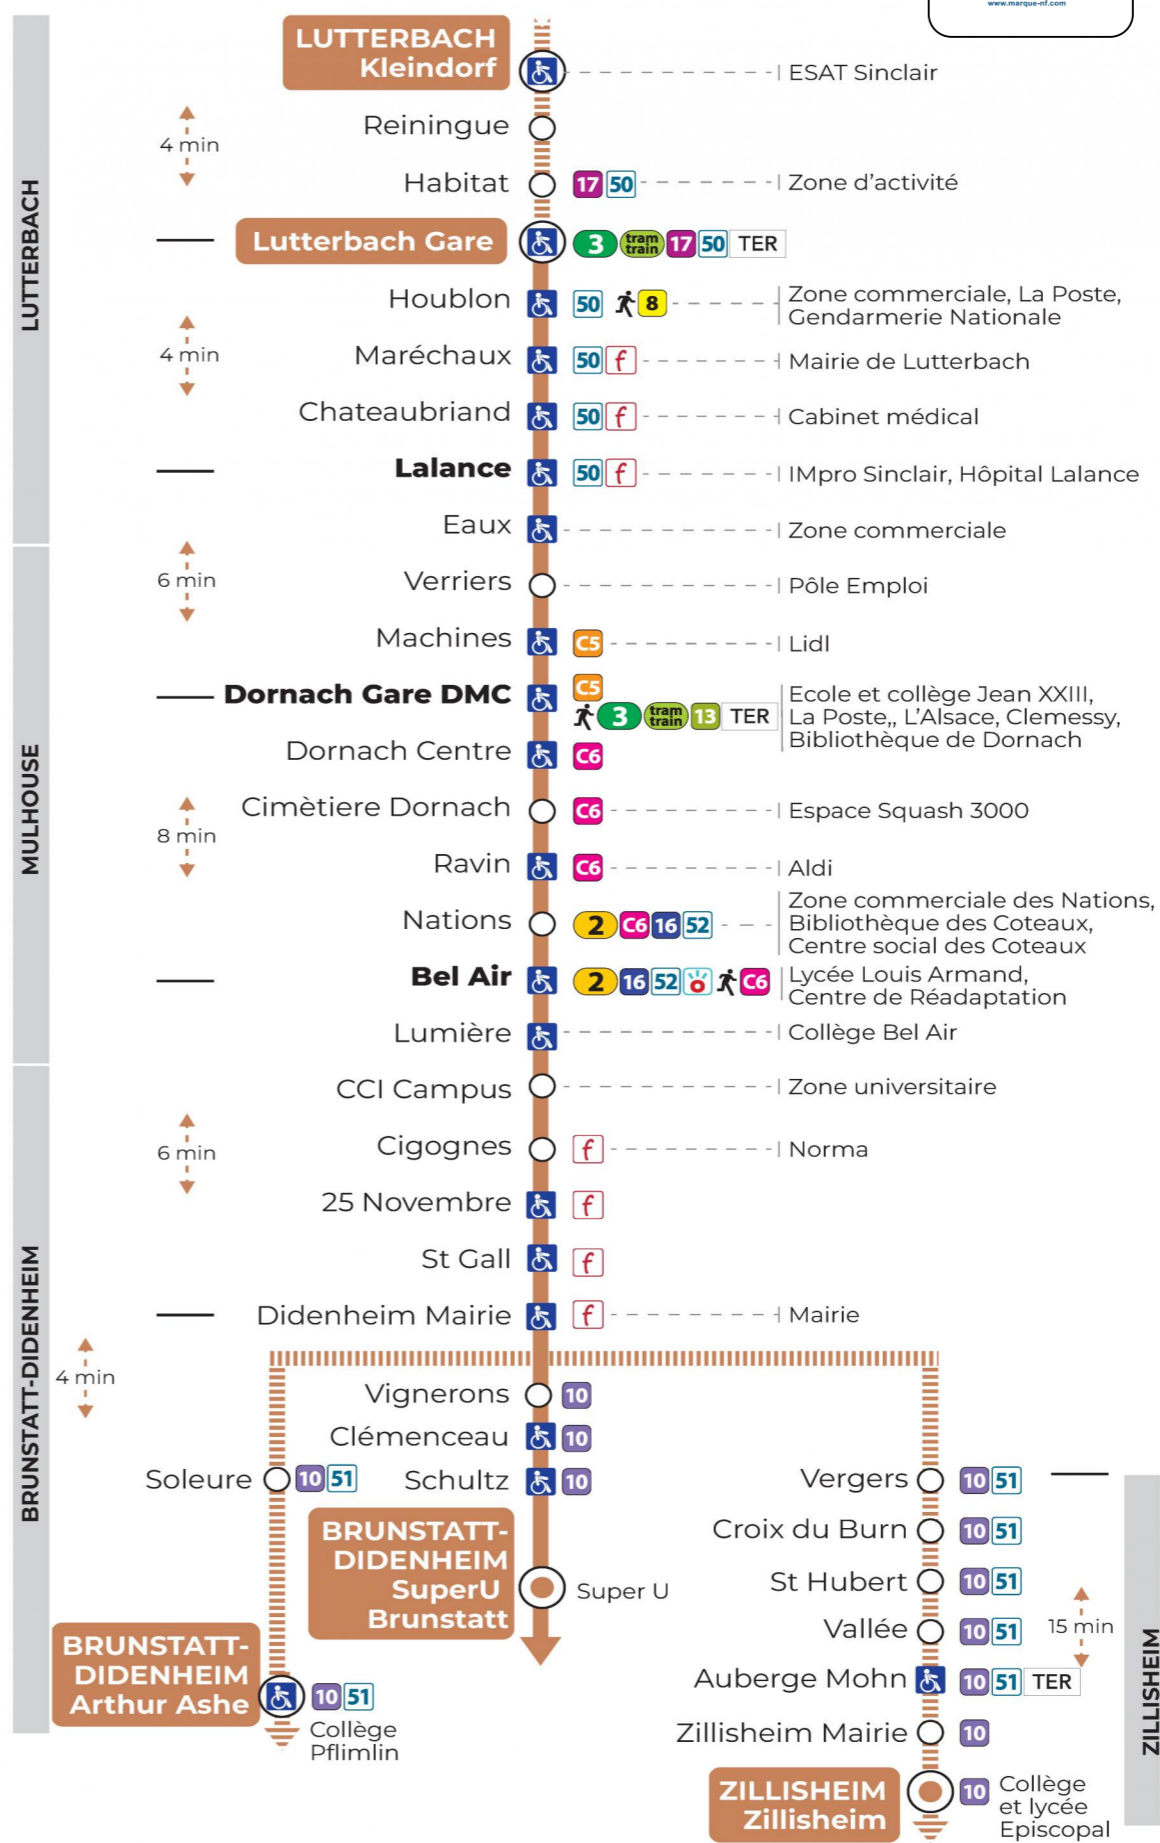 www.marque-nf.com
LUTTERBACH
Kleindorf
ESAT Sinclair
Reiningue
4 min
Habitat
17 50
Zone d'activité
LUTTERBACH
Lutterbach Gare
3 tram train 17 50 TER
Houblon
50 8
Zone commerciale, La Poste,
Gendarmerie Nationale
4 min
Maréchaux
50 f
Mairie de Lutterbach
Chateaubriand
50 f
Cabinet médical
Lalance
50 f
IMpro Sinclair, Hôpital Lalance
Eaux
Zone commerciale
6 min
Verriers
Pôle Emploi
Machines
C5
Lidl
Dornach Gare DMC
C5
3 tram train 13 TER
Ecole et collège Jean XXIII,
La Poste,, L'Alsace, Clemessy,
Bibliothèque de Dornach
Dornach Centre
C6
MULHOUSE
Cimètiere Dornach
C6
Espace Squash 3000
8 min
Ravin
C6
Aldi
Nations
2 C6 16 52
Zone commerciale des Nations,
Bibliothèque des Coteaux,
Centre social des Coteaux
Bel Air
2 16 52 C6
Lycée Louis Armand,
Centre de Réadaptation
Lumière
Collège Bel Air
CCI Campus
Zone universitaire
6 min
Cigognes
f
Norma
25 Novembre
f
St Gall
f
Didenheim Mairie
f
Mairie
BRUNSTATT-DIDENHEIM
4 min
Vignerons
10
Clémenceau
10
Soleure
10 51
Schultz
10
BRUNSTATT-
DIDENHEIM
SuperU
Brunstatt
Super U
BRUNSTATT-
DIDENHEIM
Arthur Ashe
10 51
Collège
Pflimlin
Vergers
10 51
Croix du Burn
10 51
St Hubert
10 51
Vallée
10 51
15 min
Auberge Mohn
10 51 TER
Zillisheim Mairie
10
ZILLISHEIM
ZILLISHEIM
Zillisheim
10
Collège
et lycée
Episcopal